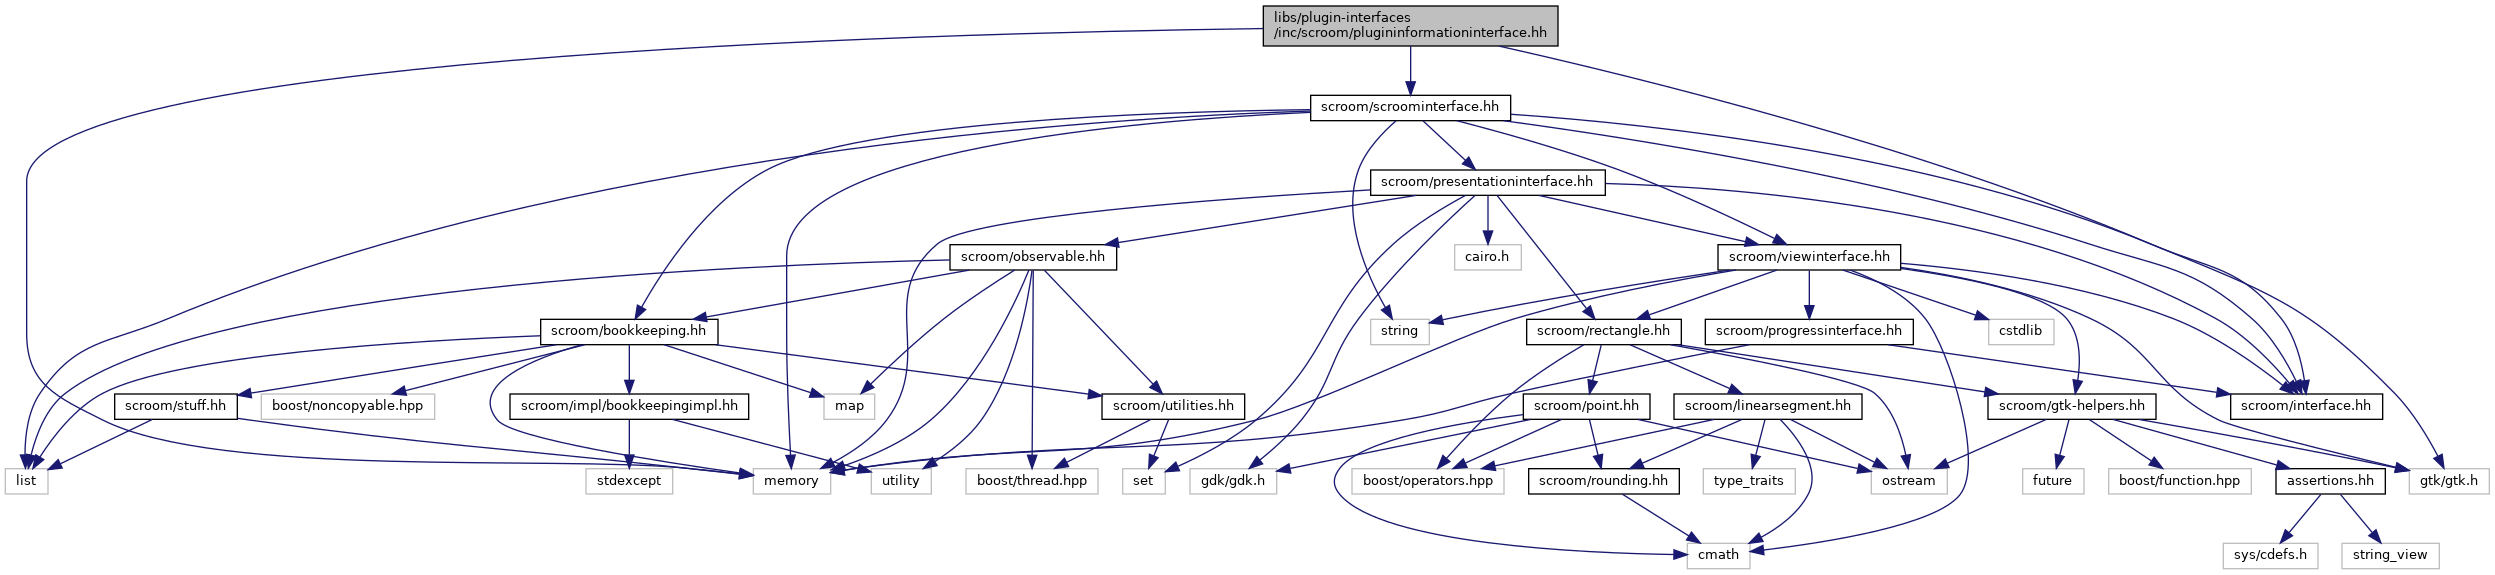 libs/plugin-interfaces
/inc/scroom/plugininformationinterface.hh
scroom/scroominterface.hh
scroom/presentationinterface.hh
scroom/observable.hh
cairo.h
scroom/viewinterface.hh
scroom/bookkeeping.hh
string
scroom/rectangle.hh
scroom/progressinterface.hh
cstdlib
scroom/stuff.hh
boost/noncopyable.hpp
scroom/impl/bookkeepingimpl.hh
map
scroom/utilities.hh
scroom/point.hh
scroom/linearsegment.hh
scroom/gtk-helpers.hh
scroom/interface.hh
list
stdexcept
memory
utility
boost/thread.hpp
set
gdk/gdk.h
boost/operators.hpp
scroom/rounding.hh
type_traits
ostream
future
boost/function.hpp
assertions.hh
gtk/gtk.h
cmath
sys/cdefs.h
string_view